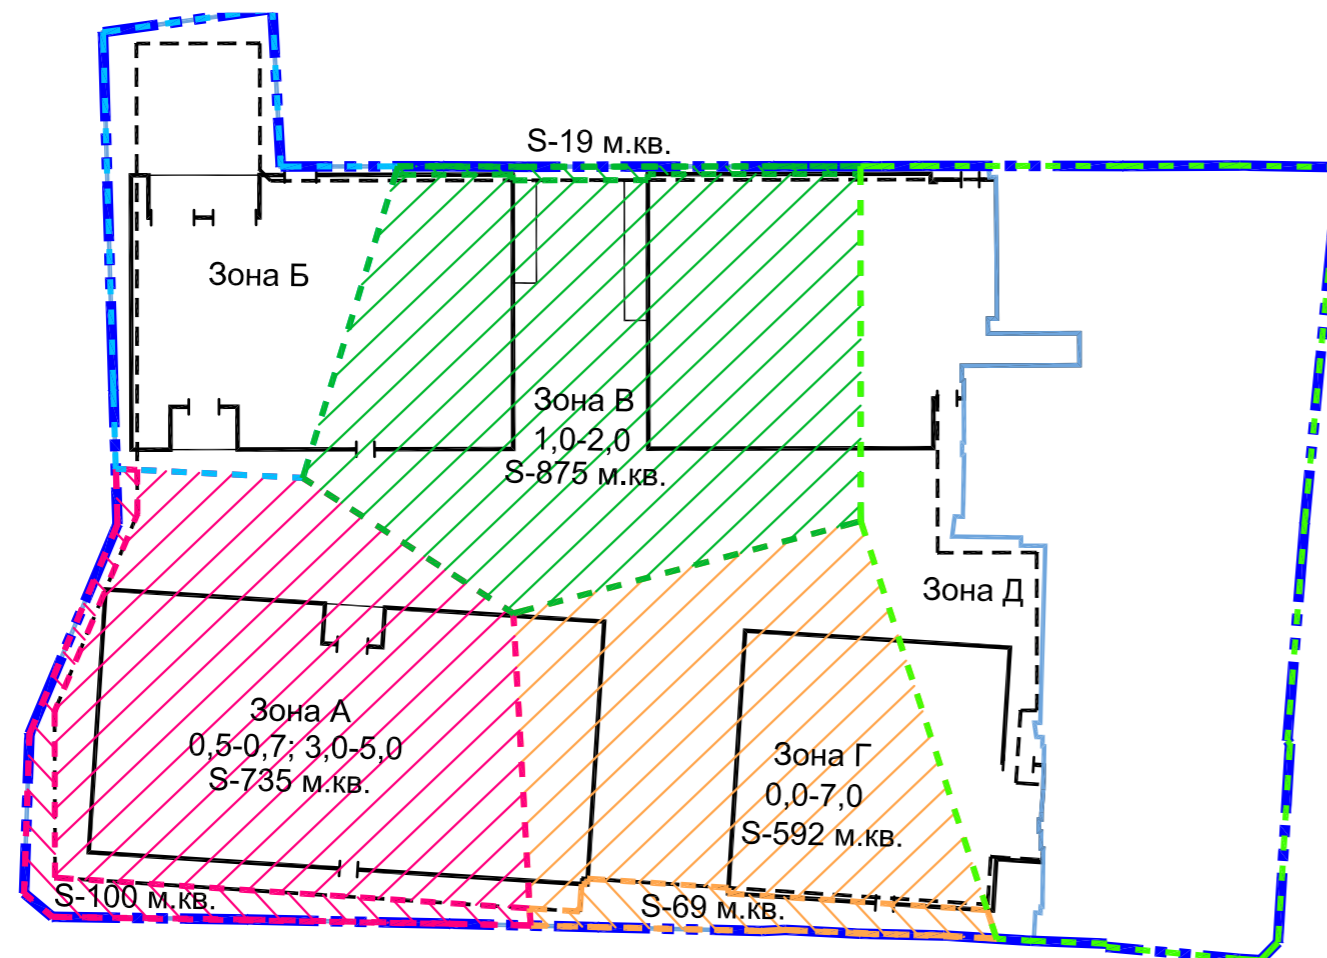 S-19 м.кв.
Зона Б
Зона В
1,0-2,0
S-875 м.кв.
Зона Д
Зона А
0,5-0,7; 3,0-5,0
S-735 м.кв.
Зона Г
0,0-7,0
S-592 м.кв.
S-100 м.кв.
S-69 м.кв.